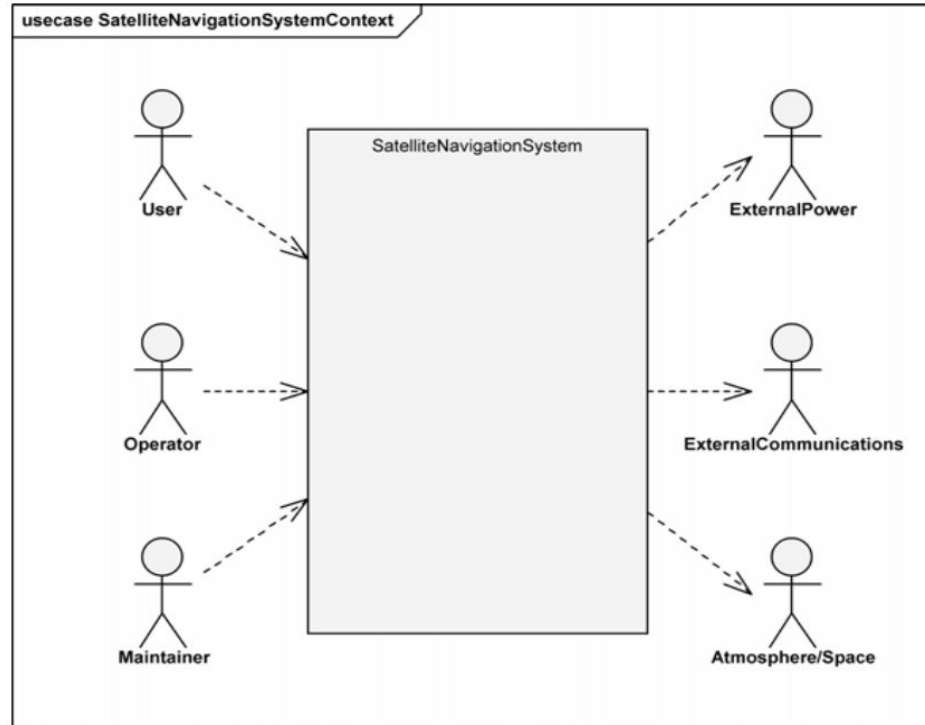 usecase SatelliteNavigationSystemContext
SatelliteNavigationSystem
User
ExternalPower
Operator
ExternalCommunications
Maintainer
Atmosphere/Space